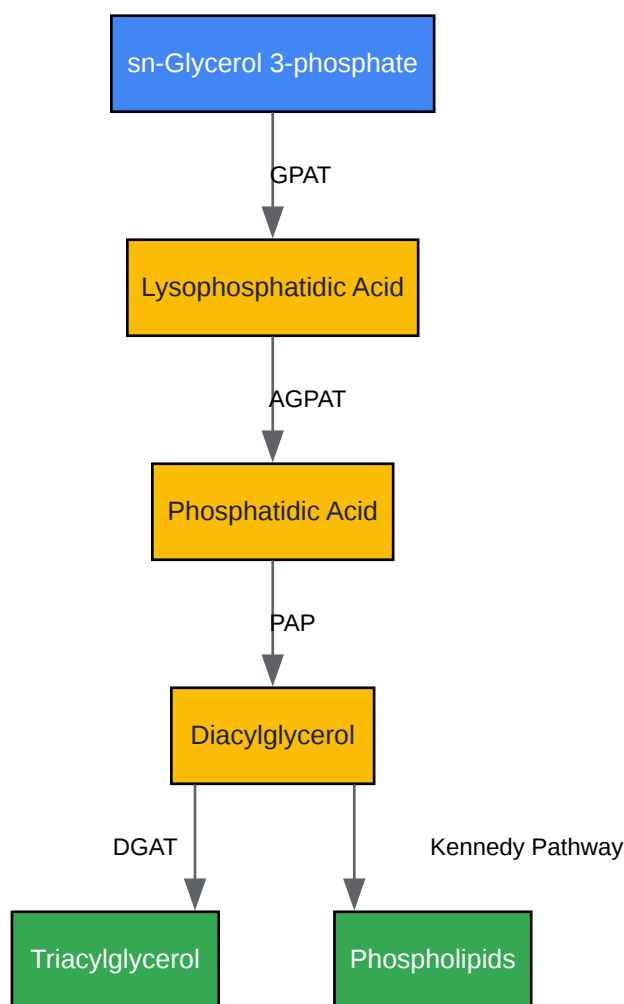 sn-Glycerol 3-phosphate
GPAT
Lysophosphatidic Acid
AGPAT
Phosphatidic Acid
PAP
Diacylglycerol
DGAT
Kennedy Pathway
Triacylglycerol
Phospholipids